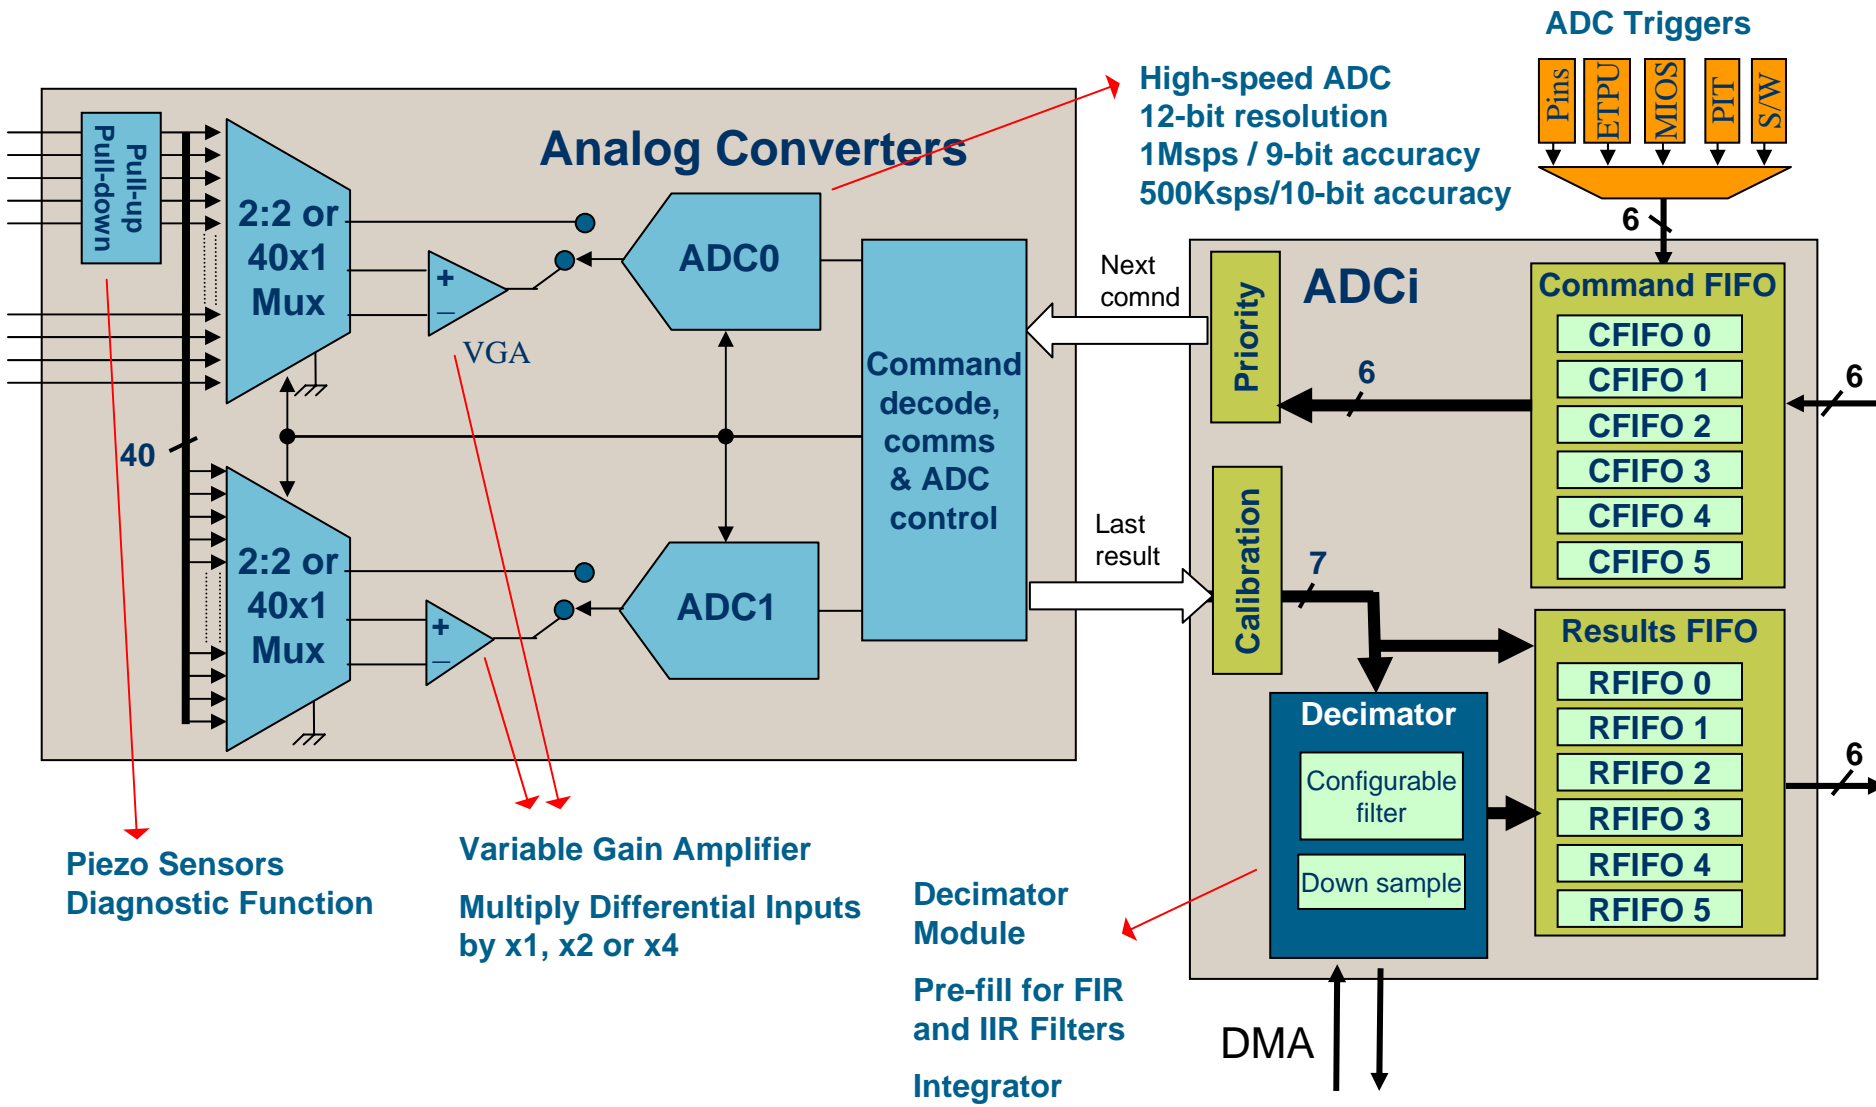 ADC Triggers
Pins
ETPU
MIOS
PIT
S/W
High-speed ADC
12-bit resolution
1Msps / 9-bit accuracy
500Ksps/10-bit accuracy
6
Analog Converters
Pull-up
Pull-down
2:2 or
40x1
Mux
+
–
VGA
ADC0
Command
decode,
comms
& ADC
control
40
2:2 or
40x1
Mux
+
–
ADC1
Next
comnd
Last
result
ADCi
Priority
6
Calibration
7
Command FIFO
CFIFO 0
CFIFO 1
CFIFO 2
CFIFO 3
CFIFO 4
CFIFO 5
6
Results FIFO
RFIFO 0
RFIFO 1
RFIFO 2
RFIFO 3
RFIFO 4
RFIFO 5
6
Decimator
Configurable
filter
Down sample
Piezo Sensors
Diagnostic Function
Variable Gain Amplifier
Multiply Differential Inputs
by x1, x2 or x4
Decimator
Module
Pre-fill for FIR
and IIR Filters
Integrator
DMA